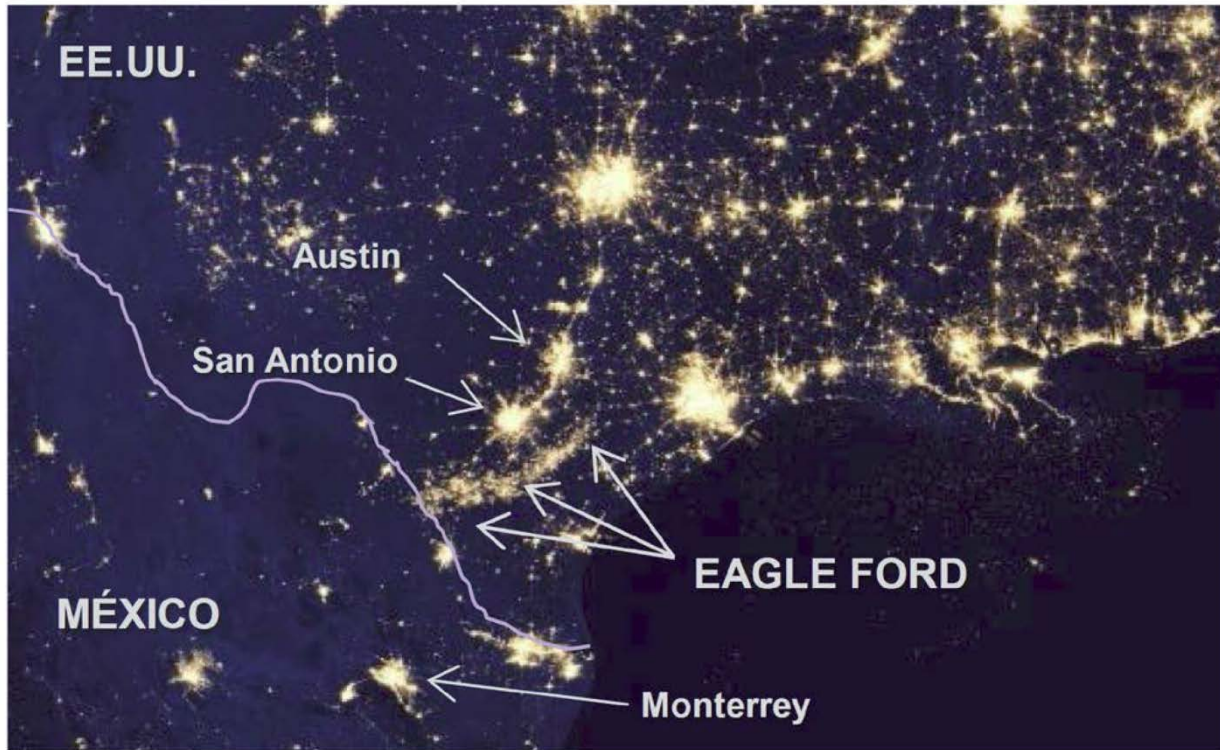 EE.UU.
Austin
San Antonio
EAGLE FORD
MÉXICO
Monterrey